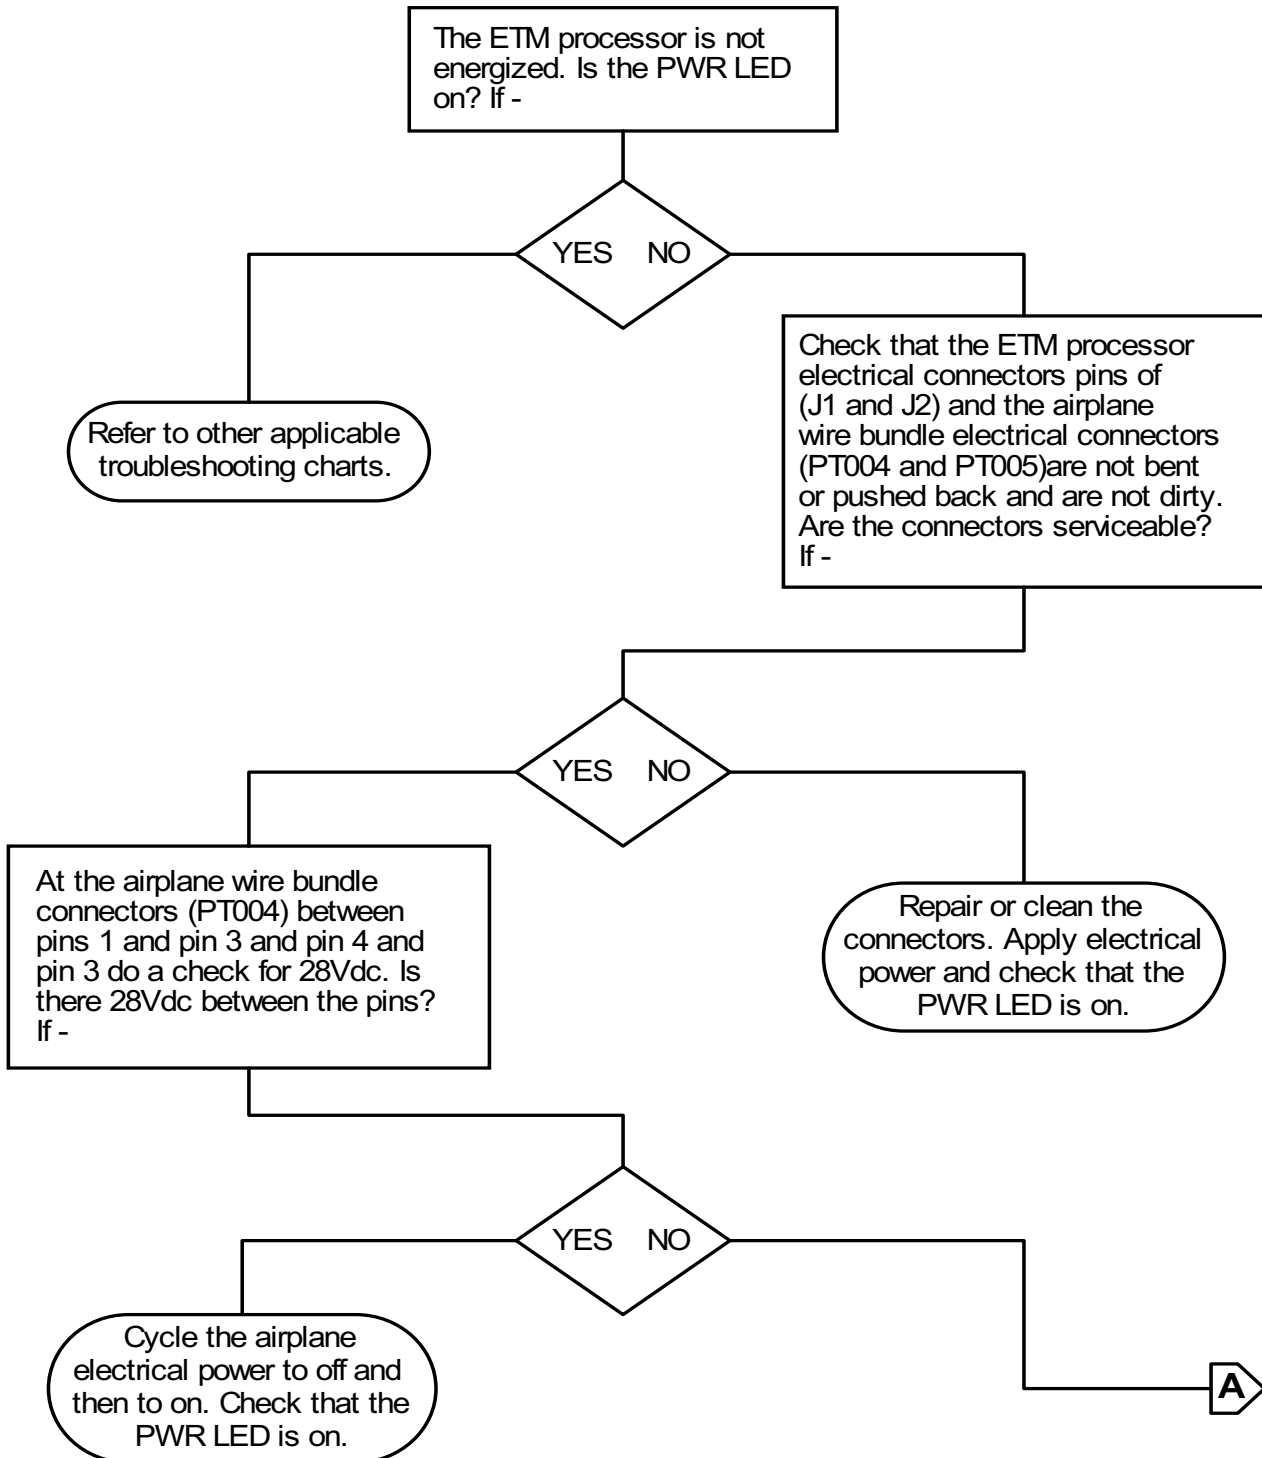 The ETM processor is not
energized. Is the PWR LED
on? If -
YES NO
Refer to other applicable
troubleshooting charts.
Check that the ETM processor
electrical connectors pins of
(J1 and J2) and the airplane
wire bundle electrical connectors
(PT004 and PT005)are not bent
or pushed back and are not dirty.
Are the connectors serviceable?
If -
YES NO
At the airplane wire bundle
connectors (PT004) between
pins 1 and pin 3 and pin 4 and
pin 3 do a check for 28Vdc. Is
there 28Vdc between the pins?
If -
Repair or clean the
connectors. Apply electrical
power and check that the
PWR LED is on.
YES NO
Cycle the airplane
electrical power to off and
then to on. Check that the
PWR LED is on.
A